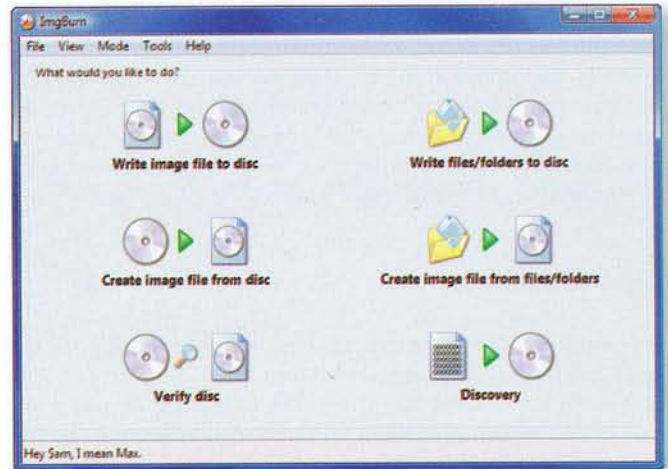 ImgBurn
File View Mode Tools Help
What would you like to do?
Write image file to disc
Write files/folders to disc
Create image file from disc
Create image file from files/folders
Verify disc
Discovery
Hey Sam, I mean Max.